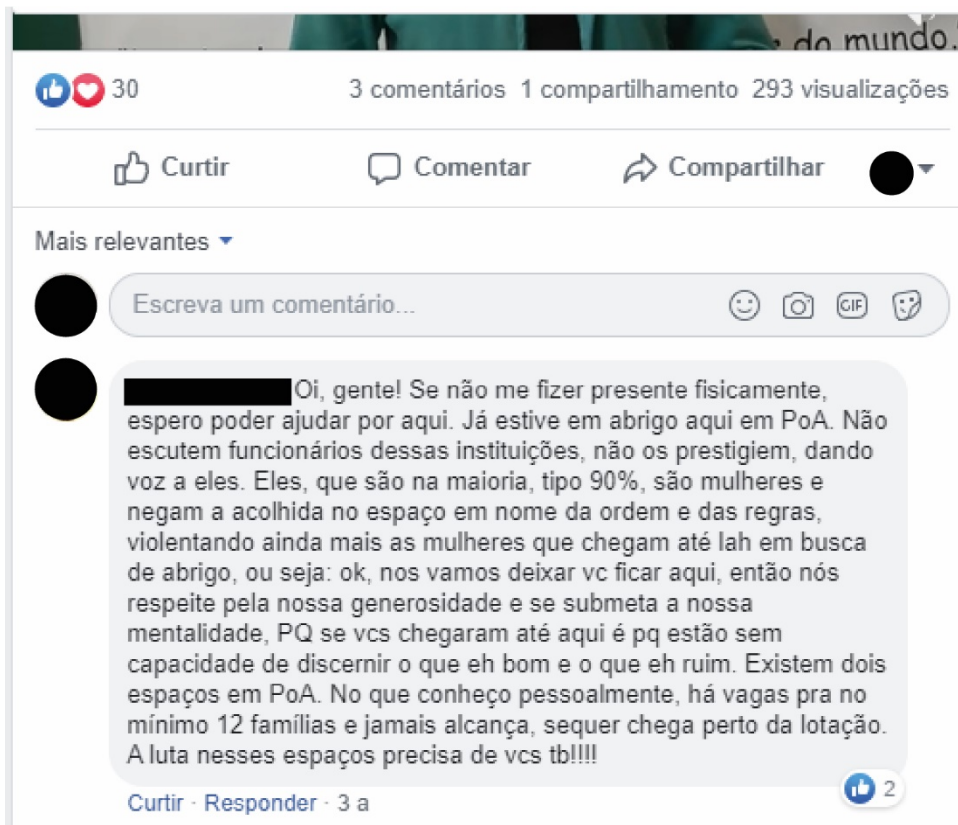 do mundo.
30 3 comentários 1 compartilhamento 293 visualizações
Curtir Comentar Compartilhar
Mais relevantes
Escreva um comentário... GIF
Oi, gente! Se não me fizer presente fisicamente,
espero poder ajudar por aqui. Já estive em abrigo aqui em PoA. Não
escutem funcionários dessas instituições, não os prestigiem, dando
voz a eles. Eles, que são na maioria, tipo 90%, são mulheres e
negam a acolhida no espaço em nome da ordem e das regras,
violentando ainda mais as mulheres que chegam até lah em busca
de abrigo, ou seja: ok, nos vamos deixar vc ficar aqui, então nós
respeite pela nossa generosidade e se submeta a nossa
mentalidade, PQ se vcs chegaram até aqui é pq estão sem
capacidade de discernir o que eh bom e o que eh ruim. Existem dois
espaços em PoA. No que conheço pessoalmente, há vagas pra no
mínimo 12 famílias e jamais alcança, sequer chega perto da lotação.
A luta nesses espaços precisa de vcs tb!!!!
2
Curtir · Responder · 3 a